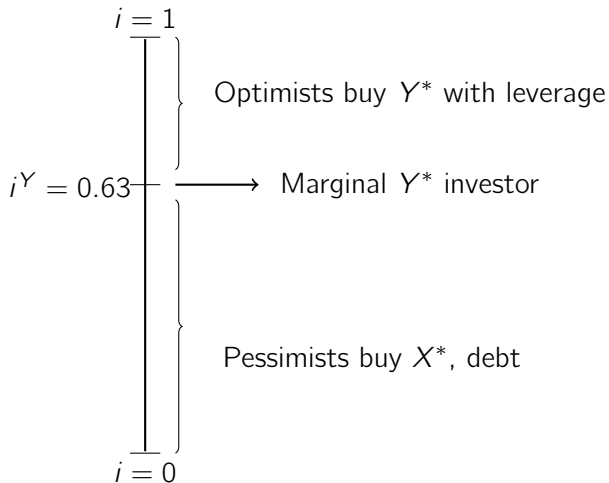 i = 1
Optimists buy Y* with leverage
i^Y = 0.63
Marginal Y* investor
Pessimists buy X*, debt
i = 0